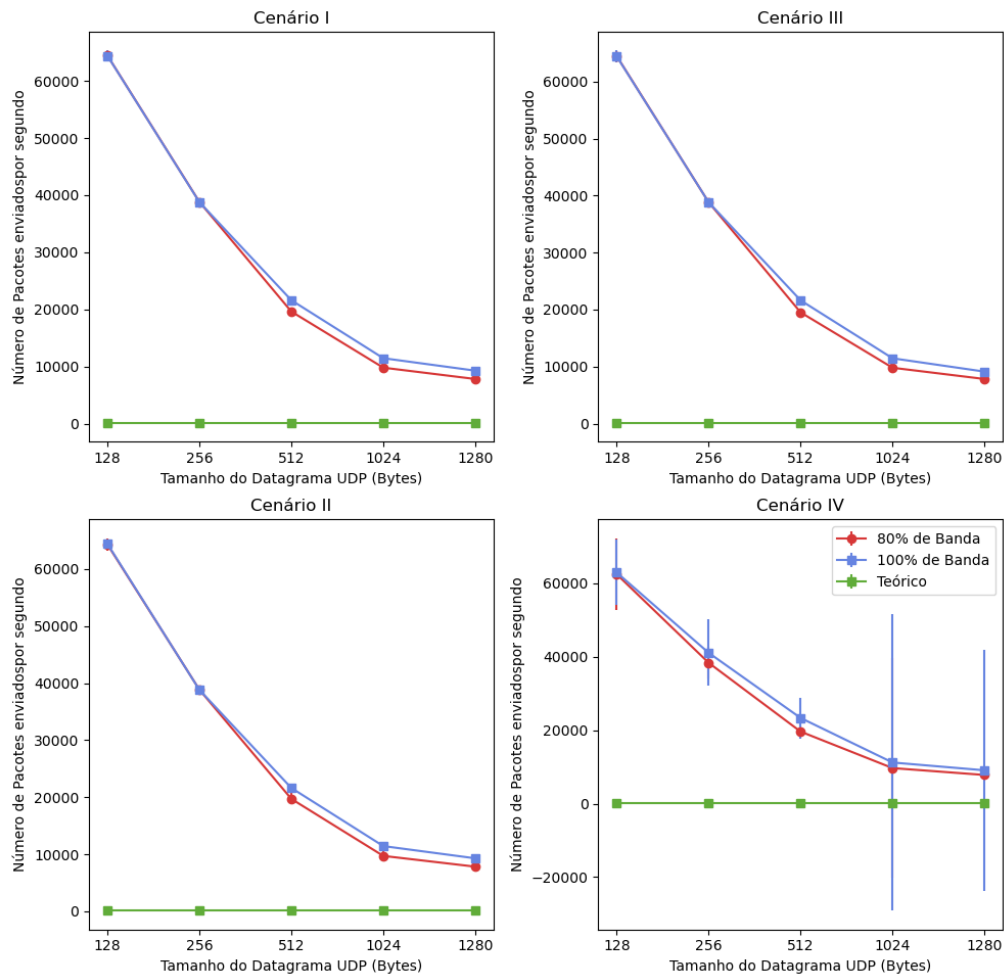 Cenário I
Número de Pacotes enviadospor segundo
60000
50000
40000
30000
20000
10000
0
128 256 512 1024 1280
Tamanho do Datagrama UDP (Bytes)
Cenário III
Número de Pacotes enviadospor segundo
60000
50000
40000
30000
20000
10000
0
128 256 512 1024 1280
Tamanho do Datagrama UDP (Bytes)
Cenário II
Número de Pacotes enviadospor segundo
60000
50000
40000
30000
20000
10000
0
128 256 512 1024 1280
Tamanho do Datagrama UDP (Bytes)
Cenário IV
Número de Pacotes enviadospor segundo
60000
40000
20000
0
−20000
80% de Banda
100% de Banda
Teórico
128 256 512 1024 1280
Tamanho do Datagrama UDP (Bytes)